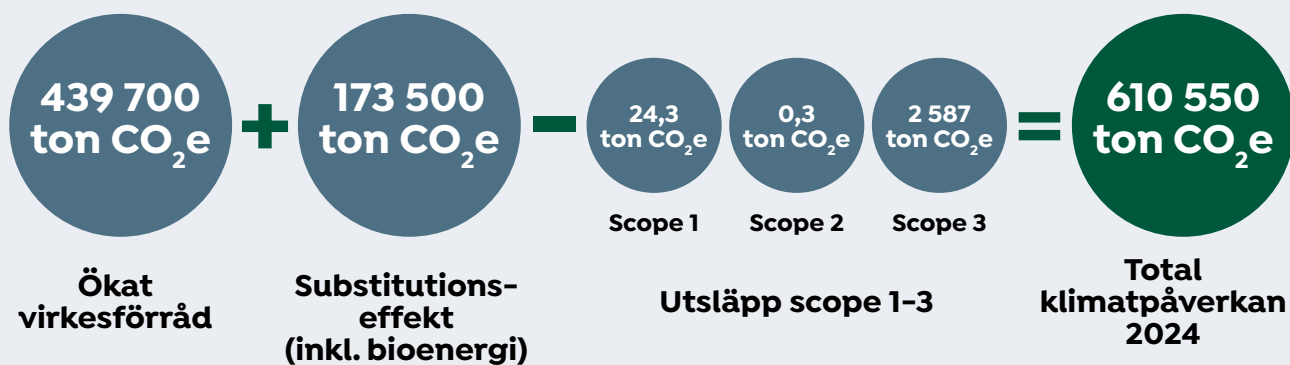 439 700
ton CO₂e
+
173 500
ton CO₂e
–
24,3
ton CO₂e
0,3
ton CO₂e
2 587
ton CO₂e
=
610 550
ton CO₂e
Scope 1
Scope 2
Scope 3
Ökat
virkesförråd
Substitutions-
effekt
(inkl. bioenergi)
Utsläpp scope 1–3
Total
klimatpåverkan
2024